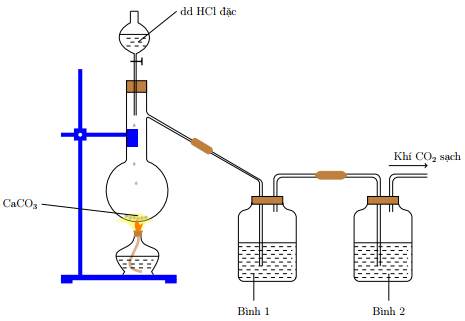 dd HCl đặc
Khí CO₂ sạch
CaCO₃
Bình 1
Bình 2